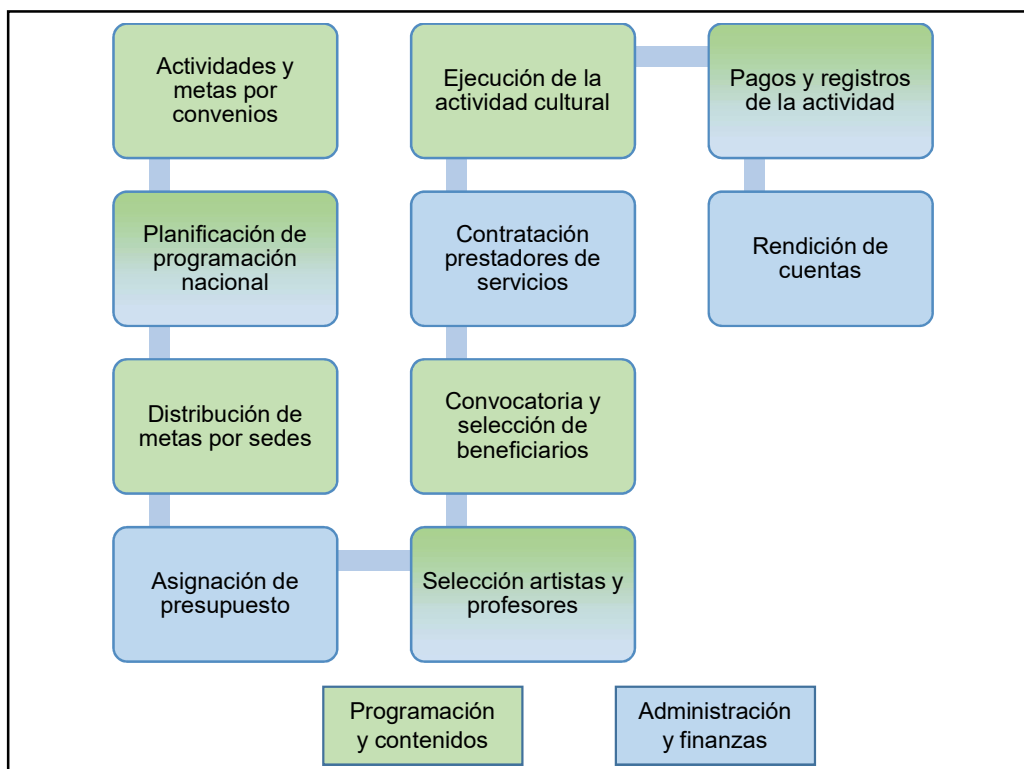 Actividades y
metas por
convenios
Planificación de
programación
nacional
Distribución de
metas por sedes
Asignación de
presupuesto
Selección artistas y
profesores
Convocatoria y
selección de
beneficiarios
Contratación
prestadores de
servicios
Ejecución de la
actividad cultural
Pagos y registros
de la actividad
Rendición de
cuentas
Programación
y contenidos
Administración
y finanzas